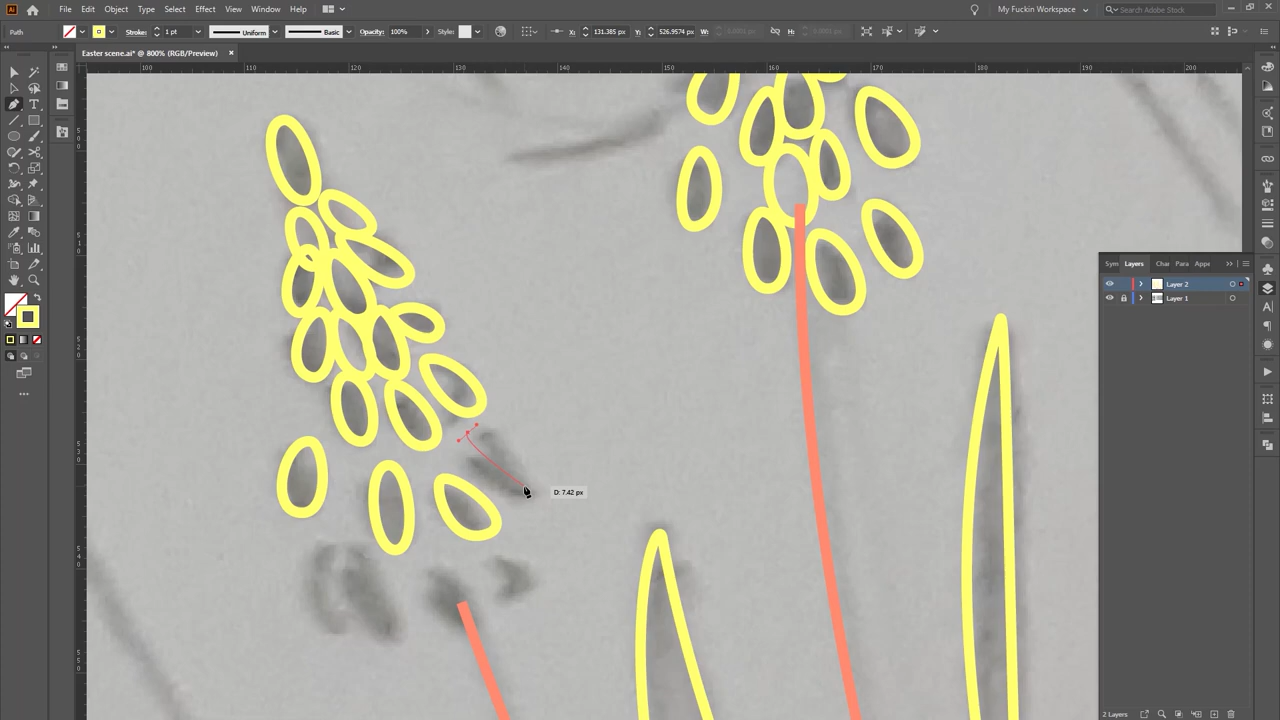 Ai File Edit Object Type Select Effect View Window Help My Fuckin Workspace Search Adobe Stock
Path Stroke: 1 pt Uniform Basic Opacity: 100% Style: X: 131.385 px Y: 526.9574 px W: H:
Easter scene.ai* @ 800% (RGB/Preview)
100 110 120 130 140 150 160 170 180 190 200
Sym Layers Char Para Appe
Layer 2
Layer 1
D: 7.42 px
2 Layers